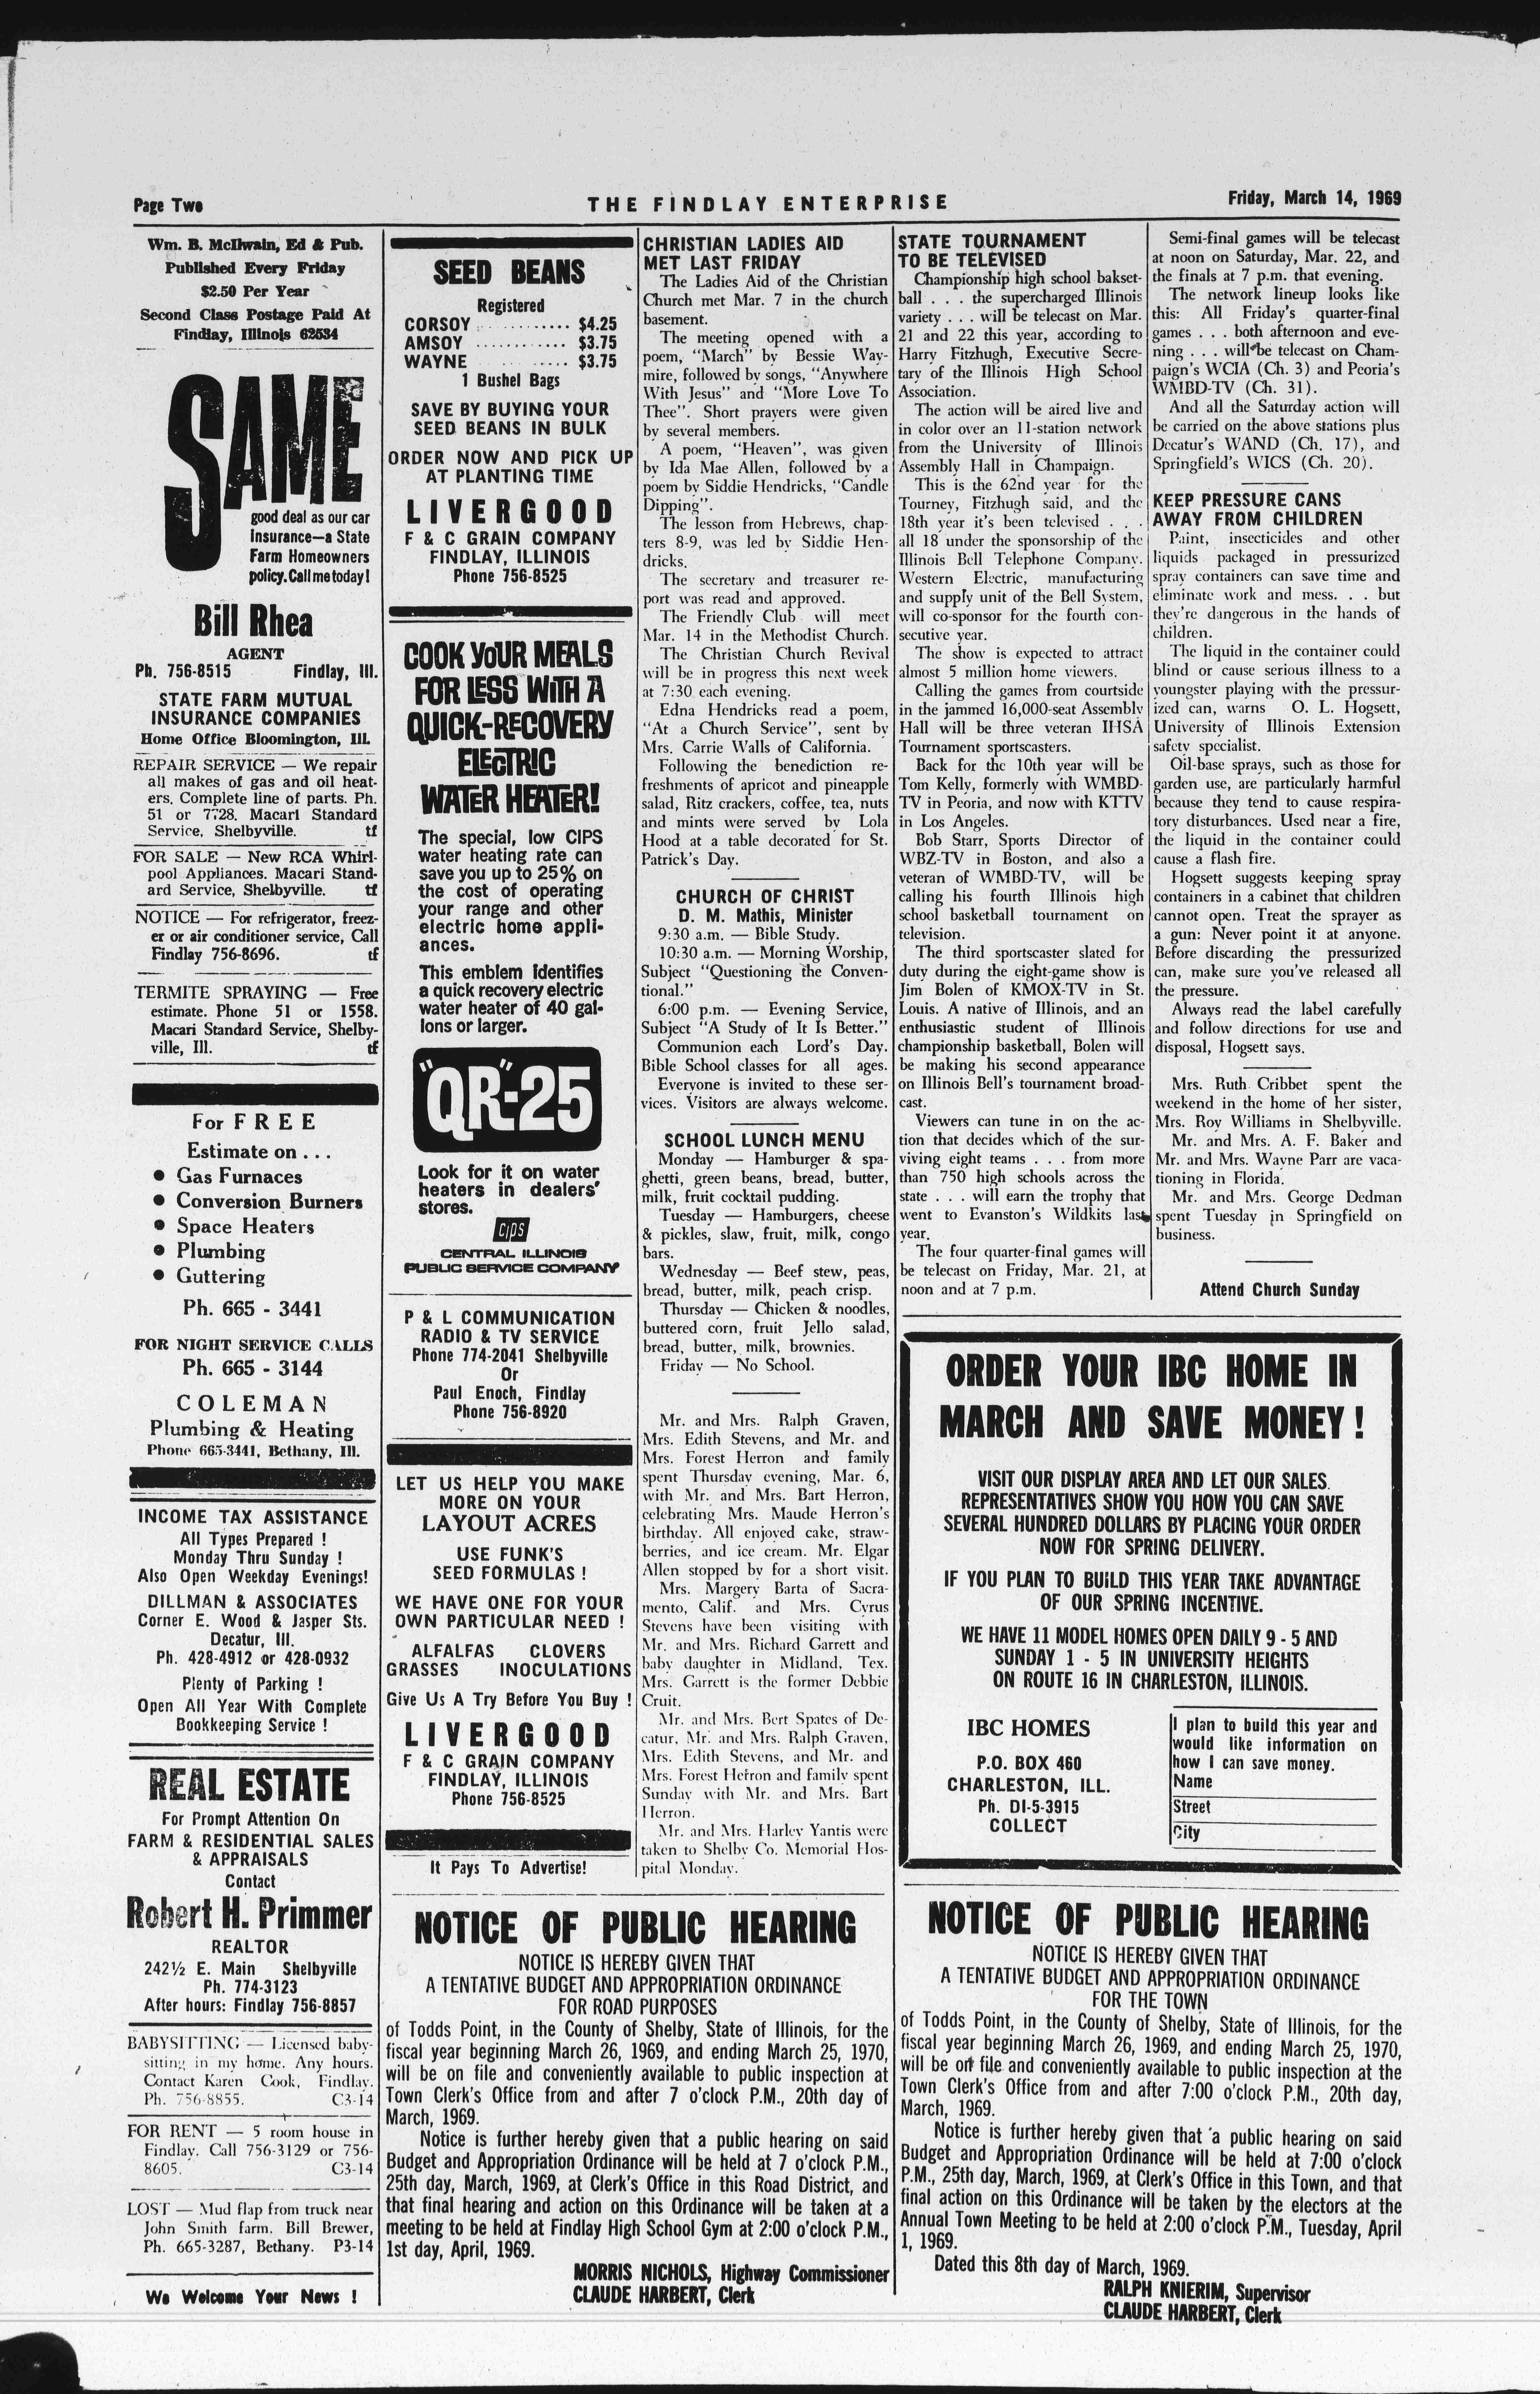 Page Two
THE FINDLAY ENTERPRISE
Friday, March 14, 1969
Wm. B. McIlwain, Ed & Pub.
Published Every Friday
$2.50 Per Year
Second Class Postage Paid At
Findlay, Illinois 62534
SAME
good deal as our car
insurance—a State
Farm Homeowners
policy. Call me today!
Bill Rhea
AGENT
Ph. 756-8515 Findlay, Ill.
STATE FARM MUTUAL
INSURANCE COMPANIES
Home Office Bloomington, Ill.
REPAIR SERVICE — We repair
all makes of gas and oil heat-
ers. Complete line of parts. Ph.
51 or 7728. Macari Standard
Service, Shelbyville. tf
FOR SALE — New RCA Whirl-
pool Appliances. Macari Stand-
ard Service, Shelbyville. tf
NOTICE — For refrigerator, freez-
er or air conditioner service, Call
Findlay 756-8696. tf
TERMITE SPRAYING — Free
estimate. Phone 51 or 1558.
Macari Standard Service, Shelby-
ville, Ill. tf
For FREE
Estimate on . . .
● Gas Furnaces
● Conversion Burners
● Space Heaters
● Plumbing
● Guttering
Ph. 665 - 3441
FOR NIGHT SERVICE CALLS
Ph. 665 - 3144
COLEMAN
Plumbing & Heating
Phone 665-3441, Bethany, Ill.
INCOME TAX ASSISTANCE
All Types Prepared !
Monday Thru Sunday !
Also Open Weekday Evenings!
DILLMAN & ASSOCIATES
Corner E. Wood & Jasper Sts.
Decatur, Ill.
Ph. 428-4912 or 428-0932
Plenty of Parking !
Open All Year With Complete
Bookkeeping Service !
REAL ESTATE
For Prompt Attention On
FARM & RESIDENTIAL SALES
& APPRAISALS
Contact
Robert H. Primmer
REALTOR
242½ E. Main Shelbyville
Ph. 774-3123
After hours: Findlay 756-8857
BABYSITTING — Licensed baby-
sitting in my home. Any hours.
Contact Karen Cook, Findlay.
Ph. 756-8855. C3-14
FOR RENT — 5 room house in
Findlay. Call 756-3129 or 756-
8605. C3-14
LOST — Mud flap from truck near
John Smith farm. Bill Brewer,
Ph. 665-3287, Bethany. P3-14
We Welcome Your News !
SEED BEANS
Registered
CORSOY . . . . . . . . . . . $4.25
AMSOY . . . . . . . . . . . $3.75
WAYNE . . . . . . . . . . . $3.75
1 Bushel Bags
SAVE BY BUYING YOUR
SEED BEANS IN BULK
ORDER NOW AND PICK UP
AT PLANTING TIME
LIVERGOOD
F & C GRAIN COMPANY
FINDLAY, ILLINOIS
Phone 756-8525
COOK YOUR MEALS
FOR LESS WITH A
QUICK-RECOVERY
ELECTRIC
WATER HEATER!
The special, low CIPS
water heating rate can
save you up to 25% on
the cost of operating
your range and other
electric home appli-
ances.
This emblem identifies
a quick recovery electric
water heater of 40 gal-
lons or larger.
"QR"-25
Look for it on water
heaters in dealers'
stores.
CIPS
CENTRAL ILLINOIS
PUBLIC SERVICE COMPANY
P & L COMMUNICATION
RADIO & TV SERVICE
Phone 774-2041 Shelbyville
Or
Paul Enoch, Findlay
Phone 756-8920
LET US HELP YOU MAKE
MORE ON YOUR
LAYOUT ACRES
USE FUNK'S
SEED FORMULAS !
WE HAVE ONE FOR YOUR
OWN PARTICULAR NEED !
ALFALFAS CLOVERS
GRASSES INOCULATIONS
Give Us A Try Before You Buy !
LIVERGOOD
F & C GRAIN COMPANY
FINDLAY, ILLINOIS
Phone 756-8525
It Pays To Advertise!
CHRISTIAN LADIES AID
MET LAST FRIDAY
The Ladies Aid of the Christian
Church met Mar. 7 in the church
basement.
The meeting opened with a
poem, "March" by Bessie Way-
mire, followed by songs, "Anywhere
With Jesus" and "More Love To
Thee". Short prayers were given
by several members.
A poem, "Heaven", was given
by Ida Mae Allen, followed by a
poem by Siddie Hendricks, "Candle
Dipping".
The lesson from Hebrews, chap-
ters 8-9, was led by Siddie Hen-
dricks.
The secretary and treasurer re-
port was read and approved.
The Friendly Club will meet
Mar. 14 in the Methodist Church.
The Christian Church Revival
will be in progress this next week
at 7:30 each evening.
Edna Hendricks read a poem,
"At a Church Service", sent by
Mrs. Carrie Walls of California.
Following the benediction re-
freshments of apricot and pineapple
salad, Ritz crackers, coffee, tea, nuts
and mints were served by Lola
Hood at a table decorated for St.
Patrick's Day.
CHURCH OF CHRIST
D. M. Mathis, Minister
9:30 a.m. — Bible Study.
10:30 a.m. — Morning Worship,
Subject "Questioning the Conven-
tional."
6:00 p.m. — Evening Service,
Subject "A Study of It Is Better."
Communion each Lord's Day.
Bible School classes for all ages.
Everyone is invited to these ser-
vices. Visitors are always welcome.
SCHOOL LUNCH MENU
Monday — Hamburger & spa-
ghetti, green beans, bread, butter,
milk, fruit cocktail pudding.
Tuesday — Hamburgers, cheese
& pickles, slaw, fruit, milk, congo
bars.
Wednesday — Beef stew, peas,
bread, butter, milk, peach crisp.
Thursday — Chicken & noodles,
buttered corn, fruit Jello salad,
bread, butter, milk, brownies.
Friday — No School.
Mr. and Mrs. Ralph Graven,
Mrs. Edith Stevens, and Mr. and
Mrs. Forest Herron and family
spent Thursday evening, Mar. 6,
with Mr. and Mrs. Bart Herron,
celebrating Mrs. Maude Herron's
birthday. All enjoyed cake, straw-
berries, and ice cream. Mr. Elgar
Allen stopped by for a short visit.
Mrs. Margery Barta of Sacra-
mento, Calif. and Mrs. Cyrus
Stevens have been visiting with
Mr. and Mrs. Richard Garrett and
baby daughter in Midland, Tex.
Mrs. Garrett is the former Debbie
Cruit.
Mr. and Mrs. Bert Spates of De-
catur, Mr. and Mrs. Ralph Graven,
Mrs. Edith Stevens, and Mr. and
Mrs. Forest Herron and family spent
Sunday with Mr. and Mrs. Bart
Herron.
Mr. and Mrs. Harley Yantis were
taken to Shelby Co. Memorial Hos-
pital Monday.
STATE TOURNAMENT
TO BE TELEVISED
Championship high school bakset-
ball . . . the supercharged Illinois
variety . . . will be telecast on Mar.
21 and 22 this year, according to
Harry Fitzhugh, Executive Secre-
tary of the Illinois High School
Association.
The action will be aired live and
in color over an 11-station network
from the University of Illinois
Assembly Hall in Champaign.
This is the 62nd year for the
Tourney, Fitzhugh said, and the
18th year it's been televised . . .
all 18 under the sponsorship of the
Illinois Bell Telephone Company.
Western Electric, manufacturing
and supply unit of the Bell System,
will co-sponsor for the fourth con-
secutive year.
The show is expected to attract
almost 5 million home viewers.
Calling the games from courtside
in the jammed 16,000-seat Assembly
Hall will be three veteran IHSA
Tournament sportscasters.
Back for the 10th year will be
Tom Kelly, formerly with WMBD-
TV in Peoria, and now with KTTV
in Los Angeles.
Bob Starr, Sports Director of
WBZ-TV in Boston, and also a
veteran of WMBD-TV, will be
calling his fourth Illinois high
school basketball tournament on
television.
The third sportscaster slated for
duty during the eight-game show is
Jim Bolen of KMOX-TV in St.
Louis. A native of Illinois, and an
enthusiastic student of Illinois
championship basketball, Bolen will
be making his second appearance
on Illinois Bell's tournament broad-
cast.
Viewers can tune in on the ac-
tion that decides which of the sur-
viving eight teams . . . from more
than 750 high schools across the
state . . . will earn the trophy that
went to Evanston's Wildkits last
year.
The four quarter-final games will
be telecast on Friday, Mar. 21, at
noon and at 7 p.m.
Semi-final games will be telecast
at noon on Saturday, Mar. 22, and
the finals at 7 p.m. that evening.
The network lineup looks like
this: All Friday's quarter-final
games . . . both afternoon and eve-
ning . . . will be telecast on Cham-
paign's WCIA (Ch. 3) and Peoria's
WMBD-TV (Ch. 31).
And all the Saturday action will
be carried on the above stations plus
Decatur's WAND (Ch. 17), and
Springfield's WICS (Ch. 20).
KEEP PRESSURE CANS
AWAY FROM CHILDREN
Paint, insecticides and other
liquids packaged in pressurized
spray containers can save time and
eliminate work and mess. . . but
they're dangerous in the hands of
children.
The liquid in the container could
blind or cause serious illness to a
youngster playing with the pressur-
ized can, warns O. L. Hogsett,
University of Illinois Extension
safety specialist.
Oil-base sprays, such as those for
garden use, are particularly harmful
because they tend to cause respira-
tory disturbances. Used near a fire,
the liquid in the container could
cause a flash fire.
Hogsett suggests keeping spray
containers in a cabinet that children
cannot open. Treat the sprayer as
a gun: Never point it at anyone.
Before discarding the pressurized
can, make sure you've released all
the pressure.
Always read the label carefully
and follow directions for use and
disposal, Hogsett says.
Mrs. Ruth Cribbet spent the
weekend in the home of her sister,
Mrs. Roy Williams in Shelbyville.
Mr. and Mrs. A. F. Baker and
Mr. and Mrs. Wayne Parr are vaca-
tioning in Florida.
Mr. and Mrs. George Dedman
spent Tuesday in Springfield on
business.
Attend Church Sunday
ORDER YOUR IBC HOME IN
MARCH AND SAVE MONEY !
VISIT OUR DISPLAY AREA AND LET OUR SALES
REPRESENTATIVES SHOW YOU HOW YOU CAN SAVE
SEVERAL HUNDRED DOLLARS BY PLACING YOUR ORDER
NOW FOR SPRING DELIVERY.
IF YOU PLAN TO BUILD THIS YEAR TAKE ADVANTAGE
OF OUR SPRING INCENTIVE.
WE HAVE 11 MODEL HOMES OPEN DAILY 9 - 5 AND
SUNDAY 1 - 5 IN UNIVERSITY HEIGHTS
ON ROUTE 16 IN CHARLESTON, ILLINOIS.
IBC HOMES
P.O. BOX 460
CHARLESTON, ILL.
Ph. DI-5-3915
COLLECT
I plan to build this year and
would like information on
how I can save money.
Name
Street
City
NOTICE OF PUBLIC HEARING
NOTICE IS HEREBY GIVEN THAT
A TENTATIVE BUDGET AND APPROPRIATION ORDINANCE
FOR ROAD PURPOSES
of Todds Point, in the County of Shelby, State of Illinois, for the
fiscal year beginning March 26, 1969, and ending March 25, 1970,
will be on file and conveniently available to public inspection at
Town Clerk's Office from and after 7 o'clock P.M., 20th day of
March, 1969.
Notice is further hereby given that a public hearing on said
Budget and Appropriation Ordinance will be held at 7 o'clock P.M.,
25th day, March, 1969, at Clerk's Office in this Road District, and
that final hearing and action on this Ordinance will be taken at a
meeting to be held at Findlay High School Gym at 2:00 o'clock P.M.,
1st day, April, 1969.
MORRIS NICHOLS, Highway Commissioner
CLAUDE HARBERT, Clerk
NOTICE OF PUBLIC HEARING
NOTICE IS HEREBY GIVEN THAT
A TENTATIVE BUDGET AND APPROPRIATION ORDINANCE
FOR THE TOWN
of Todds Point, in the County of Shelby, State of Illinois, for the
fiscal year beginning March 26, 1969, and ending March 25, 1970,
will be on file and conveniently available to public inspection at the
Town Clerk's Office from and after 7:00 o'clock P.M., 20th day,
March, 1969.
Notice is further hereby given that a public hearing on said
Budget and Appropriation Ordinance will be held at 7:00 o'clock
P.M., 25th day, March, 1969, at Clerk's Office in this Town, and that
final action on this Ordinance will be taken by the electors at the
Annual Town Meeting to be held at 2:00 o'clock P.M., Tuesday, April
1, 1969.
Dated this 8th day of March, 1969.
RALPH KNIERIM, Supervisor
CLAUDE HARBERT, Clerk